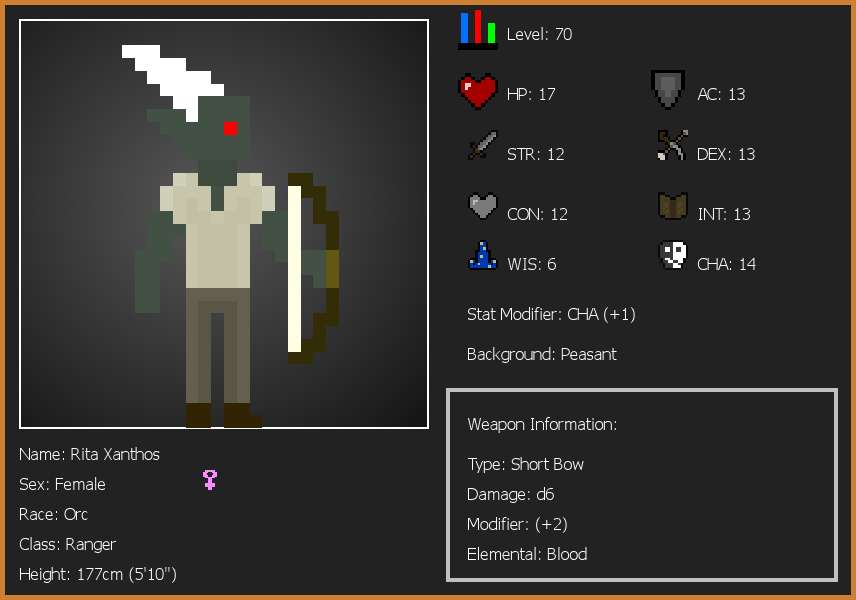 Level: 70
HP: 17
AC: 13
STR: 12
DEX: 13
CON: 12
INT: 13
WIS: 6
CHA: 14
Stat Modifier: CHA (+1)
Background: Peasant
Weapon Information:
Type: Short Bow
Damage: d6
Modifier: (+2)
Elemental: Blood
Name: Rita Xanthos
Sex: Female
Race: Orc
Class: Ranger
Height: 177cm (5'10")